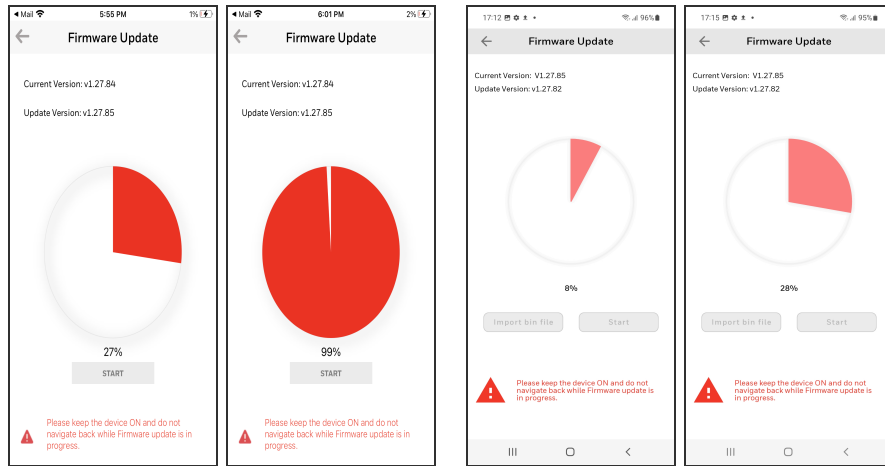 Mail 5:55 PM 1%
Firmware Update
Current Version: v1.27.84
Update Version: v1.27.85
27%
START
Please keep the device ON and do not
navigate back while Firmware update is in
progress.
Mail 6:01 PM 2%
Firmware Update
Current Version: v1.27.84
Update Version: v1.27.85
99%
START
Please keep the device ON and do not
navigate back while Firmware update is in
progress.
17:12 96%
Firmware Update
Current Version: V1.27.85
Update Version: v1.27.82
8%
Import bin file Start
Please keep the device ON and do not
navigate back while Firmware update is
in progress.
17:15 95%
Firmware Update
Current Version: V1.27.85
Update Version: v1.27.82
28%
Import bin file Start
Please keep the device ON and do not
navigate back while Firmware update is
in progress.